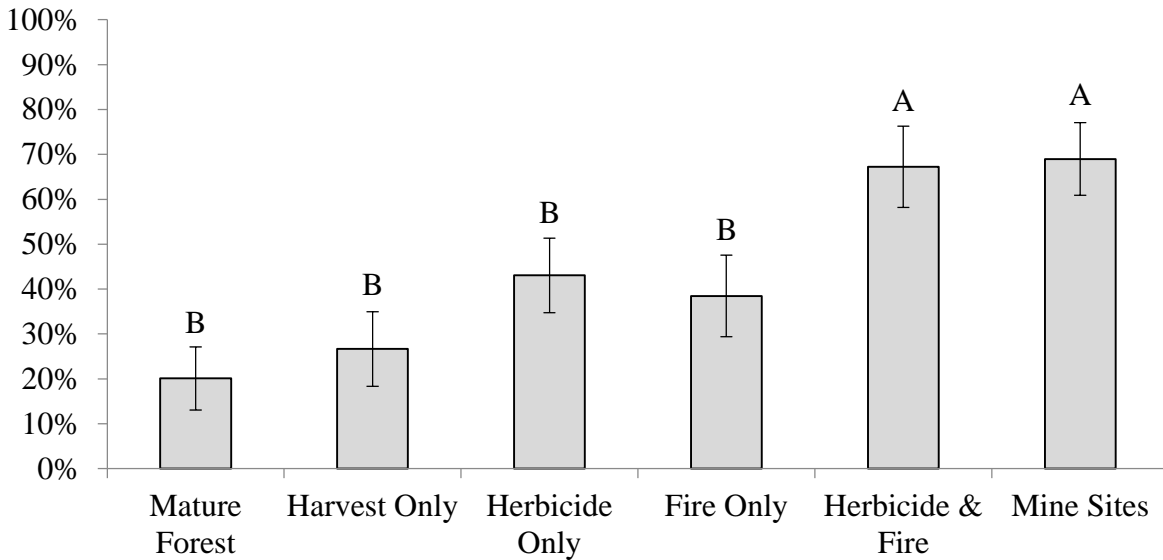 100%
90%
80%
70%
60%
50%
40%
30%
20%
10%
0%
B
B
B
B
A
A
Mature
Forest
Harvest Only
Herbicide
Only
Fire Only
Herbicide &
Fire
Mine Sites